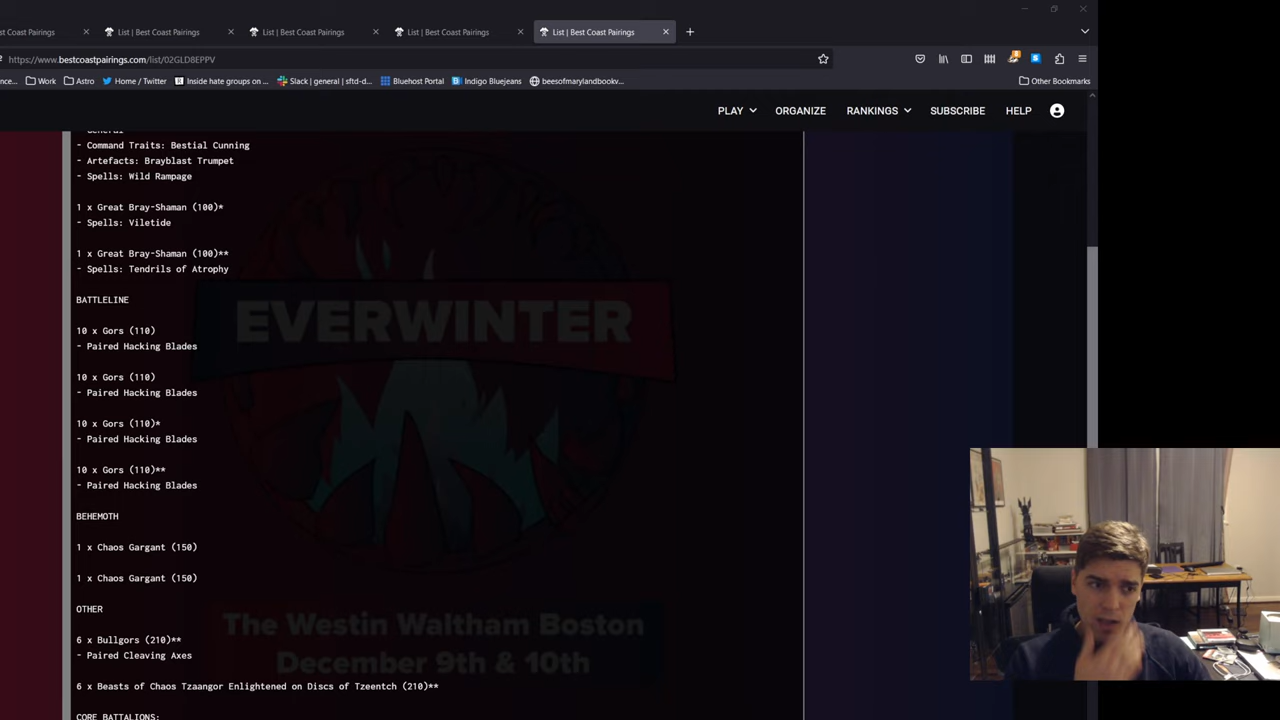 est Coast Pairings
List | Best Coast Pairings
List | Best Coast Pairings
List | Best Coast Pairings
List | Best Coast Pairings
https://www.bestcoastpairings.com/list/02GLD8EPPV
nce...
Work
Astro
Home / Twitter
Inside hate groups on ...
Slack | general | sftd-d...
Bluehost Portal
Indigo Bluejeans
beesofmarylandbookv...
Other Bookmarks
PLAY
ORGANIZE
RANKINGS
SUBSCRIBE
HELP
- General
- Command Traits: Bestial Cunning
- Artefacts: Brayblast Trumpet
- Spells: Wild Rampage
1 x Great Bray-Shaman (100)*
- Spells: Viletide
1 x Great Bray-Shaman (100)**
- Spells: Tendrils of Atrophy
BATTLELINE
10 x Gors (110)
- Paired Hacking Blades
10 x Gors (110)
- Paired Hacking Blades
10 x Gors (110)*
- Paired Hacking Blades
10 x Gors (110)**
- Paired Hacking Blades
BEHEMOTH
1 x Chaos Gargant (150)
1 x Chaos Gargant (150)
OTHER
6 x Bullgors (210)**
- Paired Cleaving Axes
6 x Beasts of Chaos Tzaangor Enlightened on Discs of Tzeentch (210)**
CORE BATTALIONS:
EVERWINTER
The Westin Waltham Boston
December 9th & 10th